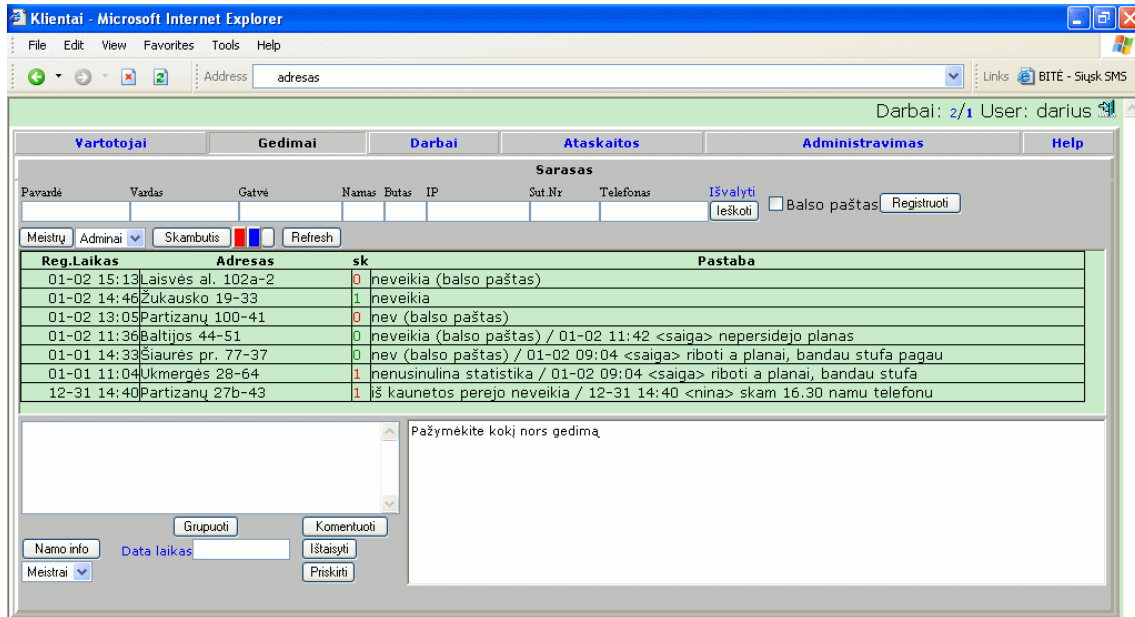 Klientai - Microsoft Internet Explorer
File Edit View Favorites Tools Help
Address adresas Links BITĖ - Siųsk SMS
Darbai: 2/1 User: darius
Vartotojai Gedimai Darbai Ataskaitos Administravimas Help
Sarasas
Pavardė Vardas Gatvė Namas Butas IP Sut.Nr Telefonas Išvalyti
Ieškoti Balso paštas Registruoti
Meistrų Adminai Skambutis Refresh
Reg.Laikas Adresas sk Pastaba
01-02 15:13 Laisvės al. 102a-2 0 neveikia (balso paštas)
01-02 14:46 Žukausko 19-33 1 neveikia
01-02 13:05 Partizanų 100-41 0 nev (balso paštas)
01-02 11:36 Baltijos 44-51 0 neveikia (balso paštas) / 01-02 11:42 <saiga> nepersidejo planas
01-01 14:33 Šiaurės pr. 77-37 0 nev (balso paštas) / 01-02 09:04 <saiga> riboti a planai, bandau stufa pagau
01-01 11:04 Ukmergės 28-64 1 nenusinulina statistika / 01-02 09:04 <saiga> riboti a planai, bandau stufa
12-31 14:40 Partizanų 27b-43 1 iš kaunetos perejo neveikia / 12-31 14:40 <nina> skam 16.30 namu telefonu
Pažymėkite kokį nors gedimą
Grupuoti Komentuoti
Namo info Data laikas Ištaisyti
Meistrai Priskirti